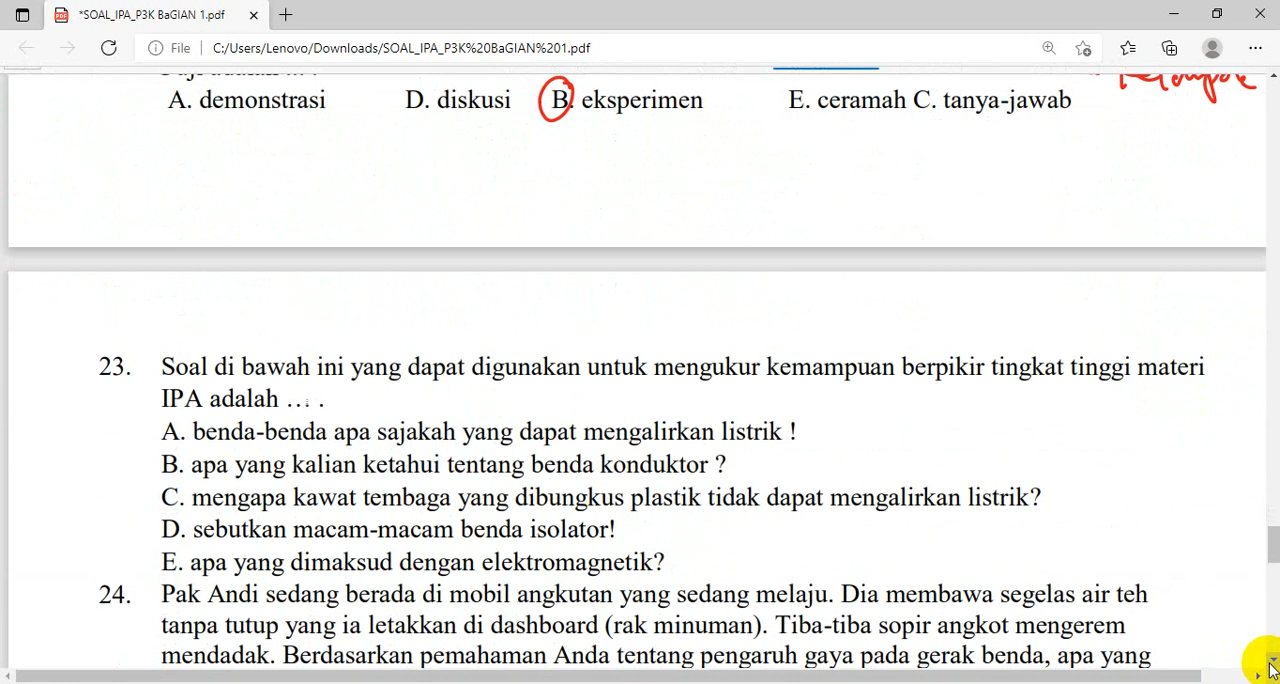 *SOAL_IPA_P3K BaGIAN 1.pdf
File | C:/Users/Lenovo/Downloads/SOAL_IPA_P3K%20BaGIAN%201.pdf
A. demonstrasi D. diskusi B. eksperimen E. ceramah C. tanya-jawab
23. Soal di bawah ini yang dapat digunakan untuk mengukur kemampuan berpikir tingkat tinggi materi
IPA adalah … .
A. benda-benda apa sajakah yang dapat mengalirkan listrik !
B. apa yang kalian ketahui tentang benda konduktor ?
C. mengapa kawat tembaga yang dibungkus plastik tidak dapat mengalirkan listrik?
D. sebutkan macam-macam benda isolator!
E. apa yang dimaksud dengan elektromagnetik?
24. Pak Andi sedang berada di mobil angkutan yang sedang melaju. Dia membawa segelas air teh
tanpa tutup yang ia letakkan di dashboard (rak minuman). Tiba-tiba sopir angkot mengerem
mendadak. Berdasarkan pemahaman Anda tentang pengaruh gaya pada gerak benda, apa yang